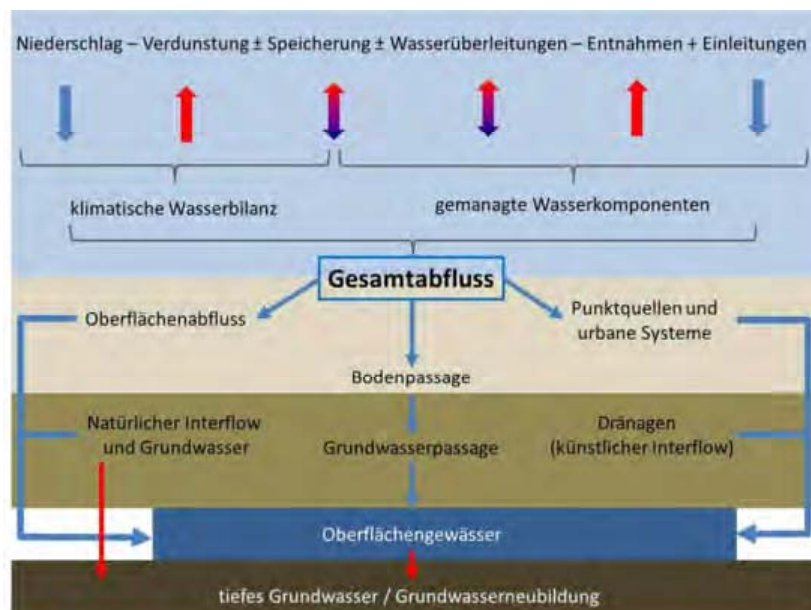 Niederschlag – Verdunstung ± Speicherung ± Wasserüberleitungen – Entnahmen + Einleitungen
klimatische Wasserbilanz
gemanagte Wasserkomponenten
Gesamtabfluss
Oberflächenabfluss
Punktquellen und
urbane Systeme
Bodenpassage
Natürlicher Interflow
und Grundwasser
Grundwasserpassage
Dränagen
(künstlicher Interflow)
Oberflächengewässer
tiefes Grundwasser / Grundwasserneubildung